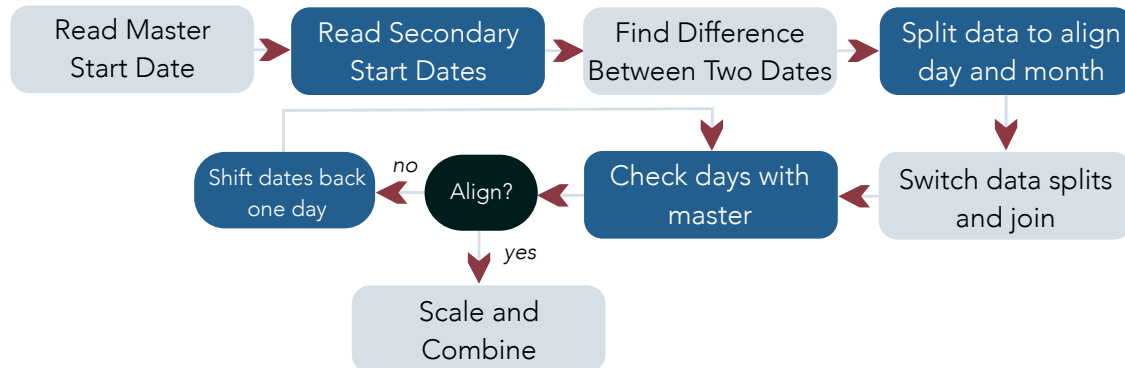 Read Master
Start Date
Read Secondary
Start Dates
Find Difference
Between Two Dates
Split data to align
day and month
Switch data splits
and join
Check days with
master
Align?
no
Shift dates back
one day
yes
Scale and
Combine